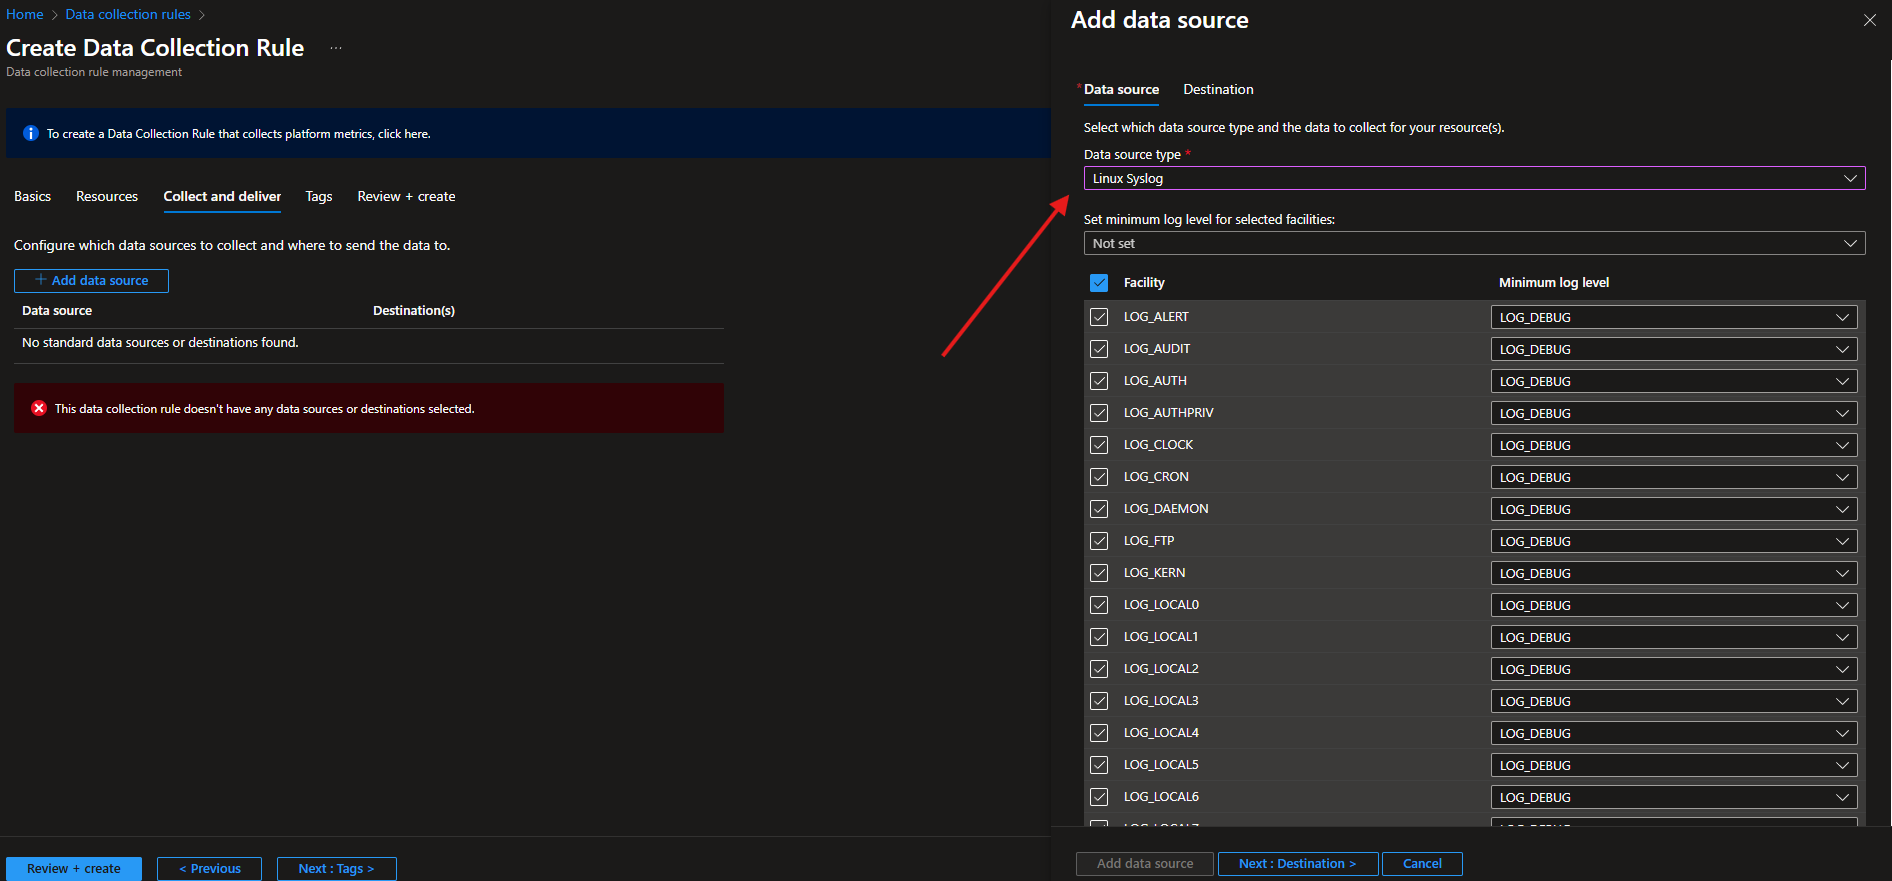 Home > Data collection rules >
Create Data Collection Rule ...
Data collection rule management
To create a Data Collection Rule that collects platform metrics, click here.
Basics Resources Collect and deliver Tags Review + create
Configure which data sources to collect and where to send the data to.
+ Add data source
Data source Destination(s)
No standard data sources or destinations found.
This data collection rule doesn't have any data sources or destinations selected.
Review + create < Previous Next : Tags >
Add data source
* Data source Destination
Select which data source type and the data to collect for your resource(s).
Data source type *
Linux Syslog
Set minimum log level for selected facilities:
Not set
Facility Minimum log level
LOG_ALERT LOG_DEBUG
LOG_AUDIT LOG_DEBUG
LOG_AUTH LOG_DEBUG
LOG_AUTHPRIV LOG_DEBUG
LOG_CLOCK LOG_DEBUG
LOG_CRON LOG_DEBUG
LOG_DAEMON LOG_DEBUG
LOG_FTP LOG_DEBUG
LOG_KERN LOG_DEBUG
LOG_LOCAL0 LOG_DEBUG
LOG_LOCAL1 LOG_DEBUG
LOG_LOCAL2 LOG_DEBUG
LOG_LOCAL3 LOG_DEBUG
LOG_LOCAL4 LOG_DEBUG
LOG_LOCAL5 LOG_DEBUG
LOG_LOCAL6 LOG_DEBUG
Add data source Next : Destination > Cancel